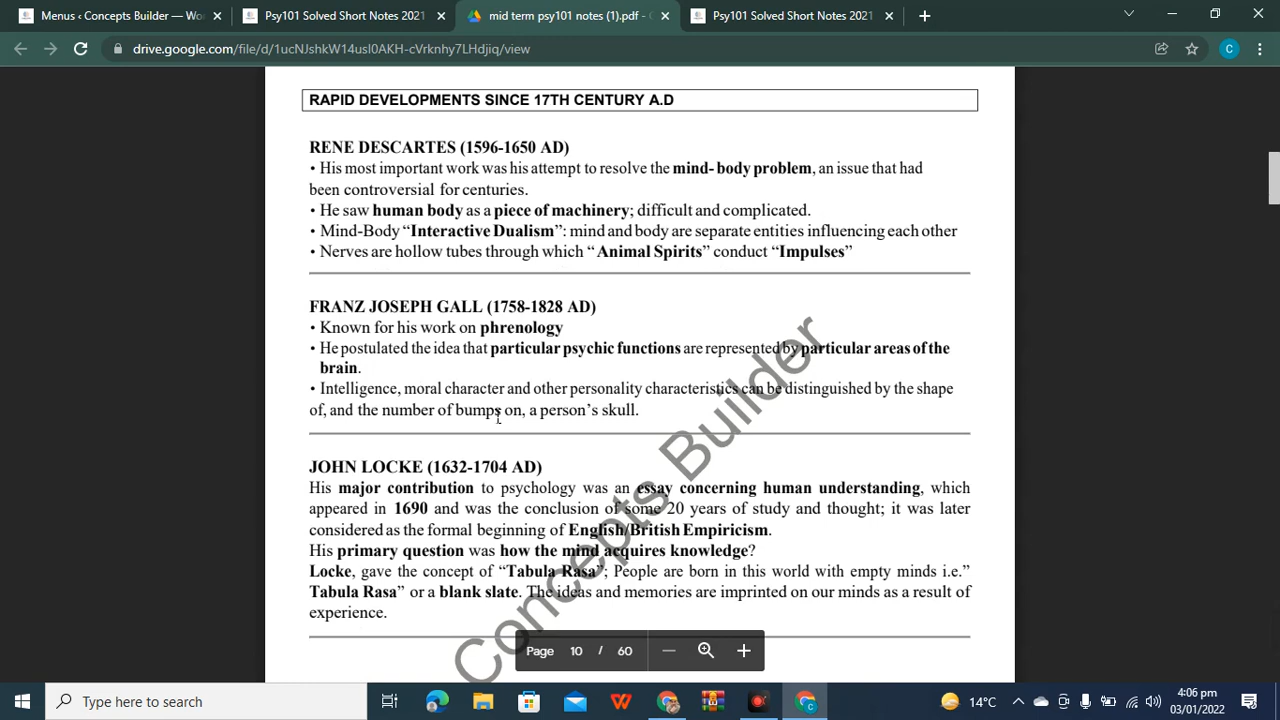 Menus ‹ Concepts Builder — Wo
Psy101 Solved Short Notes 2021
mid term psy101 notes (1).pdf - G
Psy101 Solved Short Notes 2021
drive.google.com/file/d/1ucNJshkW14usl0AKH-cVrknhy7LHdjiq/view
C
RAPID DEVELOPMENTS SINCE 17TH CENTURY A.D
RENE DESCARTES (1596-1650 AD)
• His most important work was his attempt to resolve the mind- body problem, an issue that had
been controversial for centuries.
• He saw human body as a piece of machinery; difficult and complicated.
• Mind-Body “Interactive Dualism”: mind and body are separate entities influencing each other
• Nerves are hollow tubes through which “ Animal Spirits” conduct “Impulses”
FRANZ JOSEPH GALL (1758-1828 AD)
• Known for his work on phrenology
• He postulated the idea that particular psychic functions are represented by particular areas of the
brain.
• Intelligence, moral character and other personality characteristics can be distinguished by the shape
of, and the number of bumps on, a person’s skull.
JOHN LOCKE (1632-1704 AD)
His major contribution to psychology was an essay concerning human understanding, which
appeared in 1690 and was the conclusion of some 20 years of study and thought; it was later
considered as the formal beginning of English/British Empiricism.
His primary question was how the mind acquires knowledge?
Locke, gave the concept of “Tabula Rasa”; People are born in this world with empty minds i.e.”
Tabula Rasa” or a blank slate. The ideas and memories are imprinted on our minds as a result of
experience.
Concepts Builder
Page 10 / 60
Type here to search
14°C
4:06 pm
03/01/2022